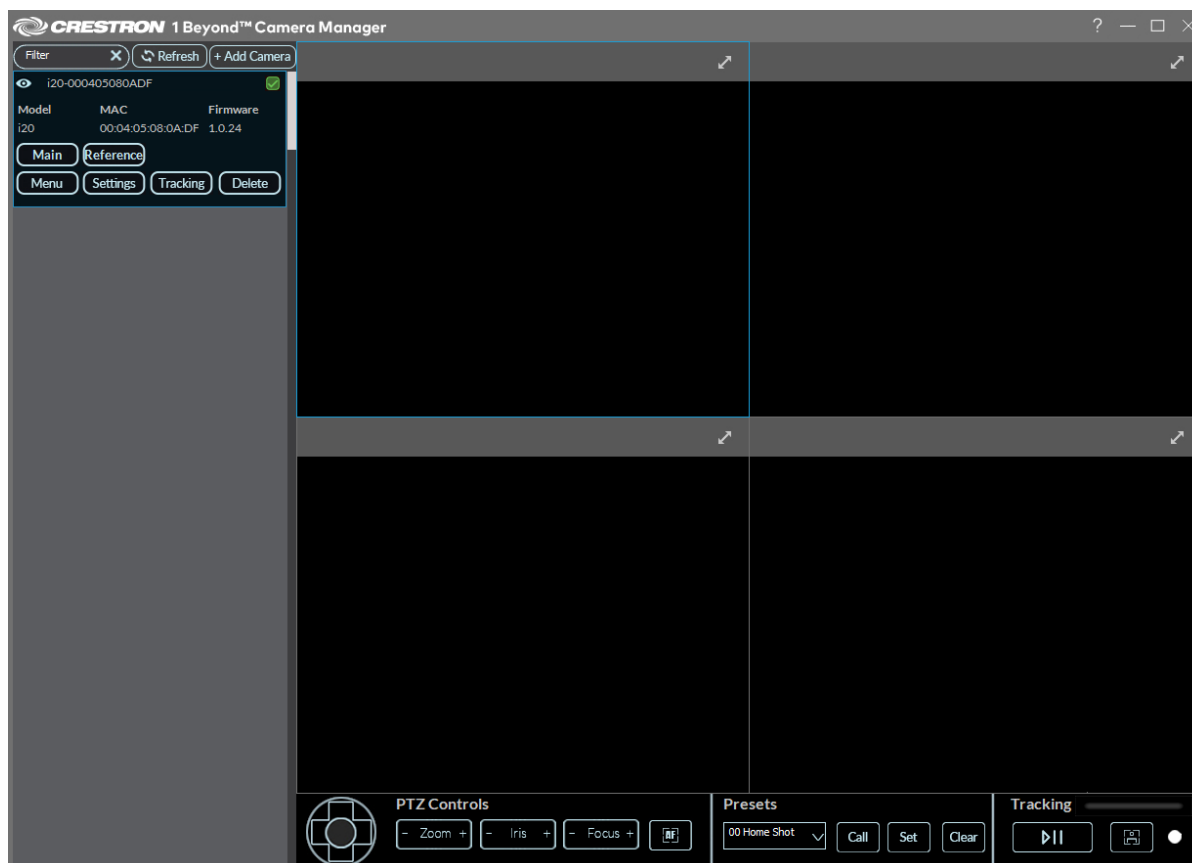 CRESTRON 1 Beyond™ Camera Manager ?
Filter Refresh + Add Camera
i20-000405080ADF
Model MAC Firmware
i20 00:04:05:08:0A:DF 1.0.24
Main Reference
Menu Settings Tracking Delete
PTZ Controls Presets Tracking
- Zoom + - Iris + - Focus + AF 00 Home Shot Call Set Clear